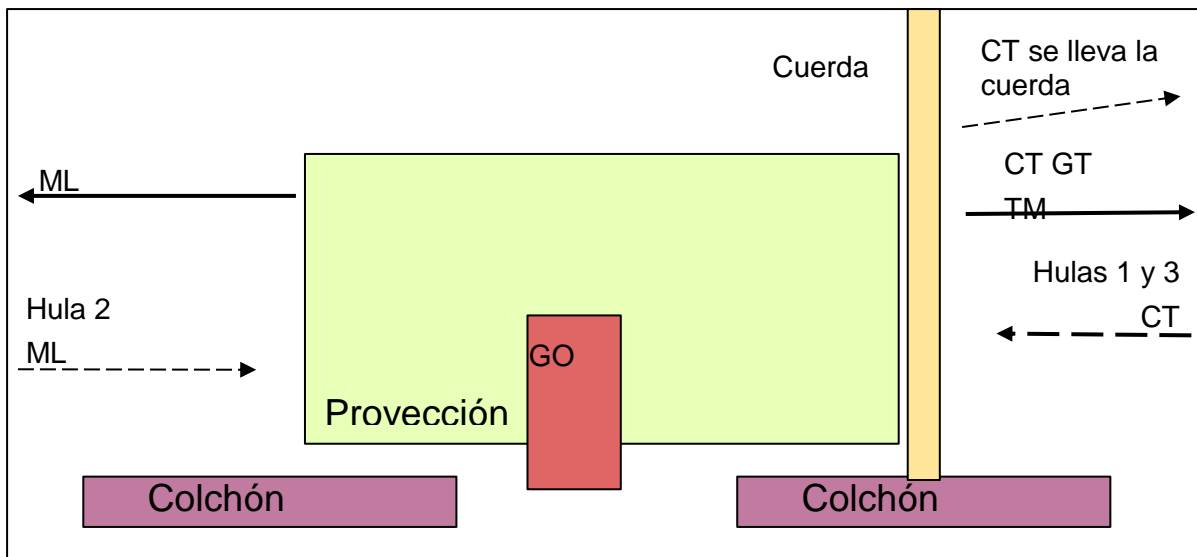 Cuerda
CT se lleva la
cuerda
ML
CT GT
TM
Hula 2
ML
Hulas 1 y 3
CT
GO
Proyección
Colchón
Colchón